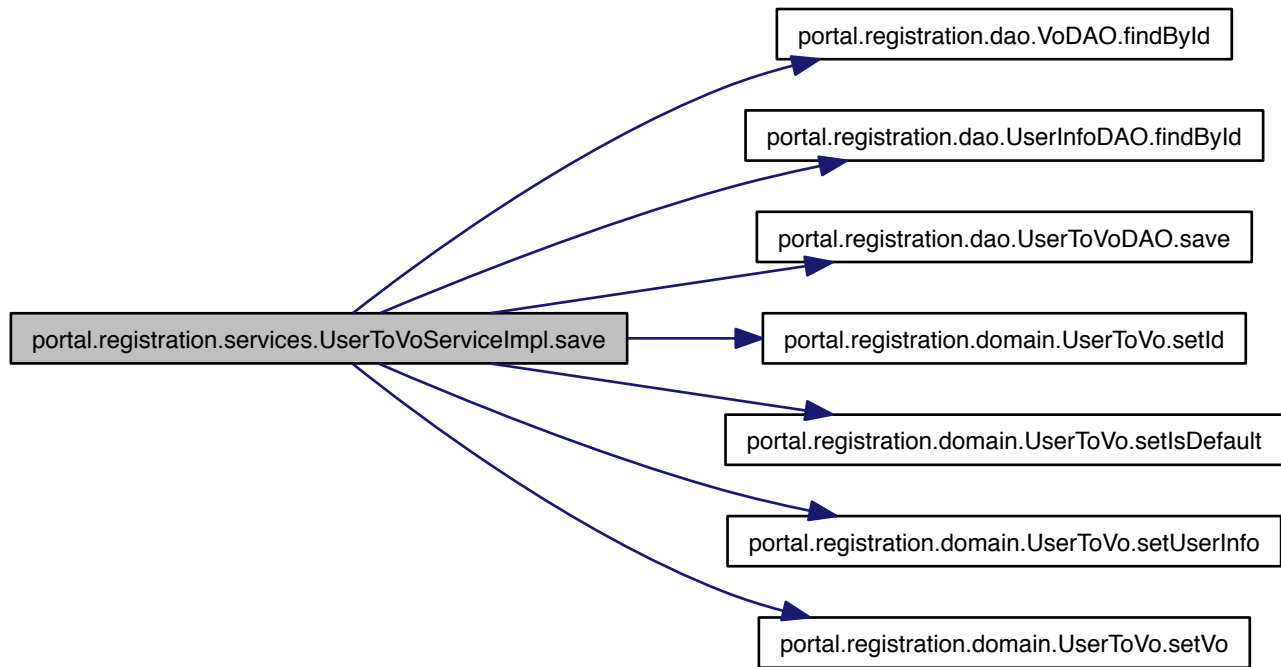 portal.registration.dao.VoDAO.findById
portal.registration.dao.UserInfoDAO.findById
portal.registration.dao.UserToVoDAO.save
portal.registration.services.UserToVoServiceImpl.save
portal.registration.domain.UserToVo.setId
portal.registration.domain.UserToVo.setIsDefault
portal.registration.domain.UserToVo.setUserInfo
portal.registration.domain.UserToVo.setVo